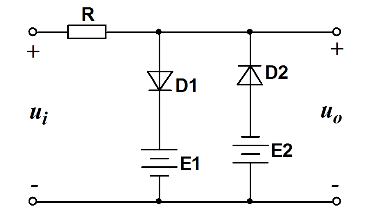 R
+
+
D1
D2
u_i
u_o
E1
E2
-
-